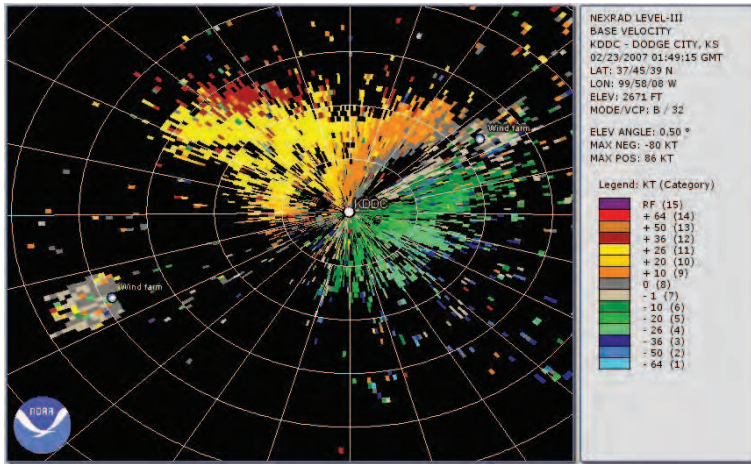 NEXRAD LEVEL-III
BASE VELOCITY
KDDC - DODGE CITY, KS
02/23/2007 01:49:15 GMT
LAT: 37/45/39 N
LON: 99/58/08 W
ELEV: 2671 FT
MODE/VCP: B / 32
ELEV ANGLE: 0.50 °
MAX NEG: -80 KT
MAX POS: 86 KT
Legend: KT (Category)
RF (15)
+ 64 (14)
+ 50 (13)
+ 36 (12)
+ 26 (11)
+ 20 (10)
+ 10 (9)
0 (8)
- 1 (7)
- 10 (6)
- 20 (5)
- 26 (4)
- 36 (3)
- 50 (2)
- 64 (1)
Wind farm
KDDC
Wind farm
NOAA